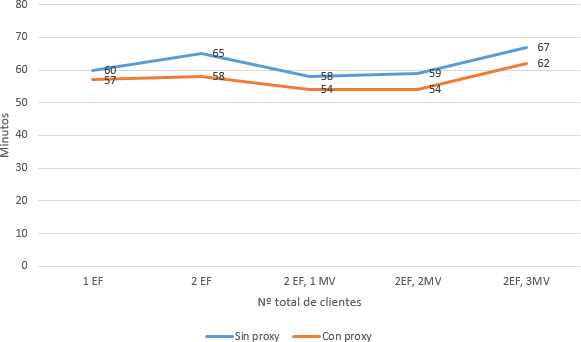 80
70
60
50
40
30
20
10
0
Minutos
60
65
58
59
67
57
58
54
54
62
1 EF
2 EF
2 EF, 1 MV
2EF, 2MV
2EF, 3MV
Nº total de clientes
Sin proxy
Con proxy